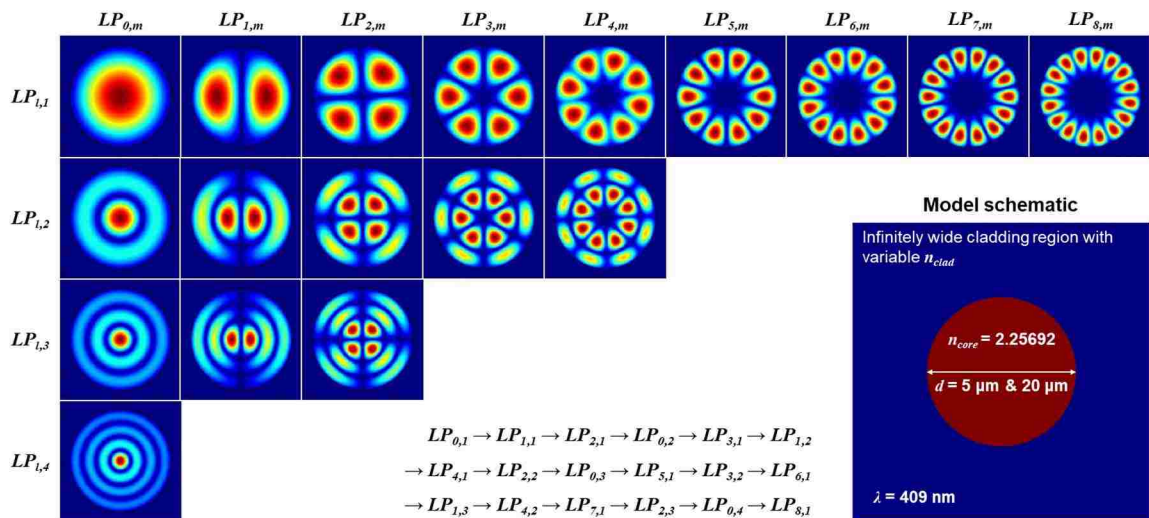 LP0,m LP1,m LP2,m LP3,m LP4,m LP5,m LP6,m LP7,m LP8,m
LPl,1
LPl,2
LPl,3
LPl,4
LP0,1 → LP1,1 → LP2,1 → LP0,2 → LP3,1 → LP1,2
→ LP4,1 → LP2,2 → LP0,3 → LP5,1 → LP3,2 → LP6,1
→ LP1,3 → LP4,2 → LP7,1 → LP2,3 → LP0,4 → LP8,1
Model schematic
Infinitely wide cladding region with
variable nclad
ncore = 2.25692
d = 5 µm & 20 µm
λ = 409 nm